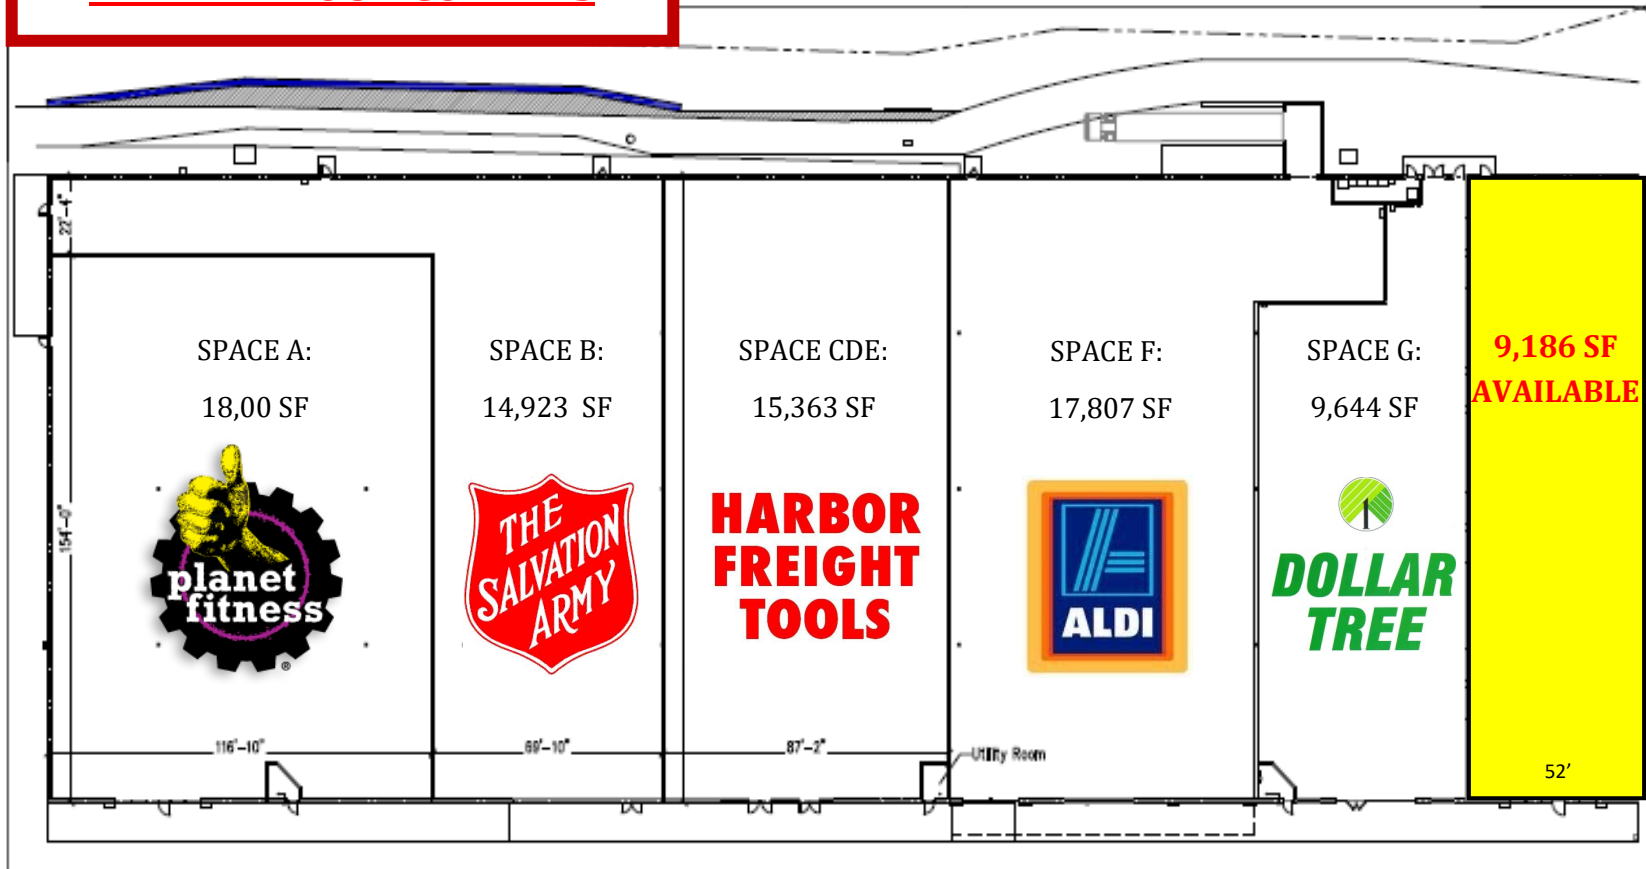 22'-4"
SPACE A:
18,00 SF
SPACE B:
14,923 SF
SPACE CDE:
15,363 SF
SPACE F:
17,807 SF
SPACE G:
9,644 SF
9,186 SF
AVAILABLE
154'-0"
planet
fitness
®
THE
SALVATION
ARMY
HARBOR
FREIGHT
TOOLS
ALDI
DOLLAR
TREE
116'-10"
69'-10"
87'-2"
Utility Room
52'